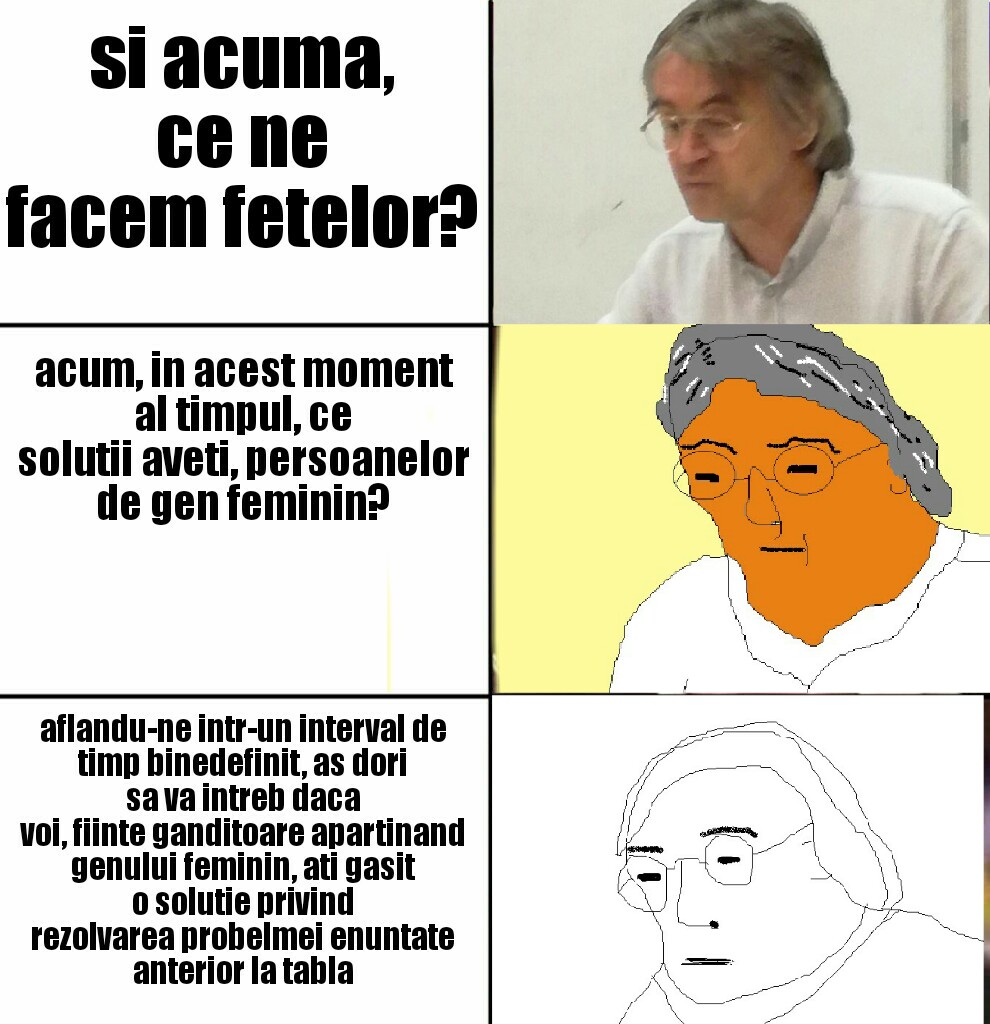 si acuma,
ce ne
facem fetelor?
acum, in acest moment
al timpul, ce
solutii aveti, persoanelor
de gen feminin?
aflandu-ne intr-un interval de
timp binedefinit, as dori
sa va intreb daca
voi, fiinte ganditoare apartinand
genului feminin, ati gasit
o solutie privind
rezolvarea probelmei enuntate
anterior la tabla